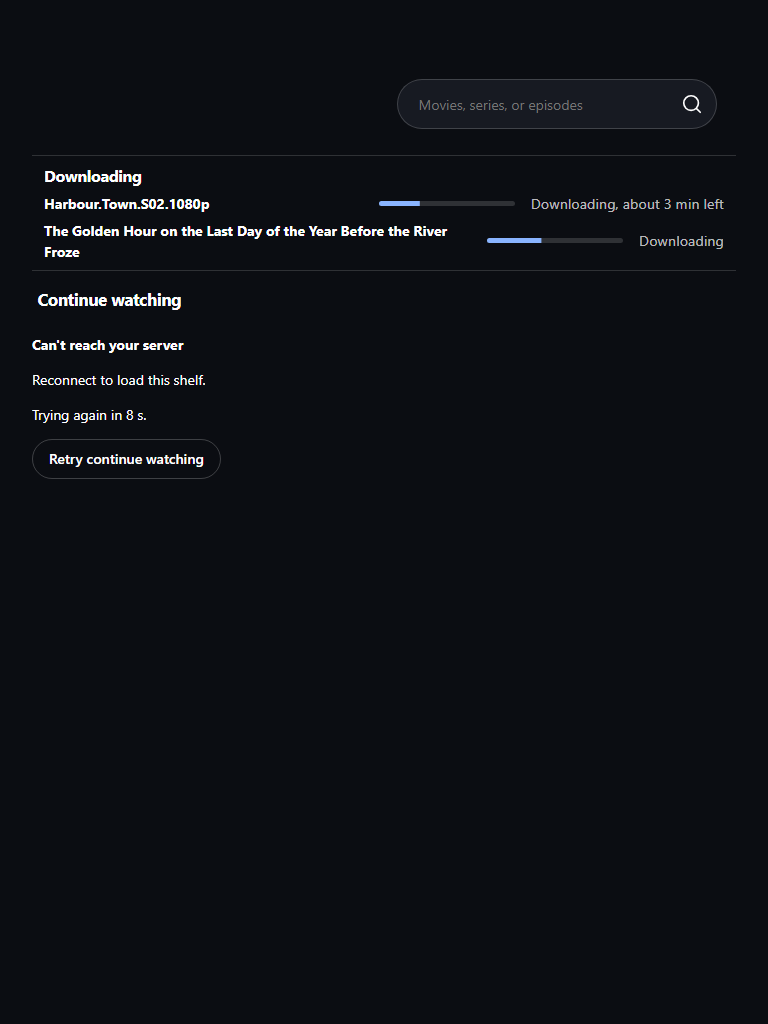 Movies, series, or episodes
Downloading
Harbour.Town.S02.1080p
Downloading, about 3 min left
The Golden Hour on the Last Day of the Year Before the River
Froze
Downloading
Continue watching
Can't reach your server
Reconnect to load this shelf.
Trying again in 8 s.
Retry continue watching